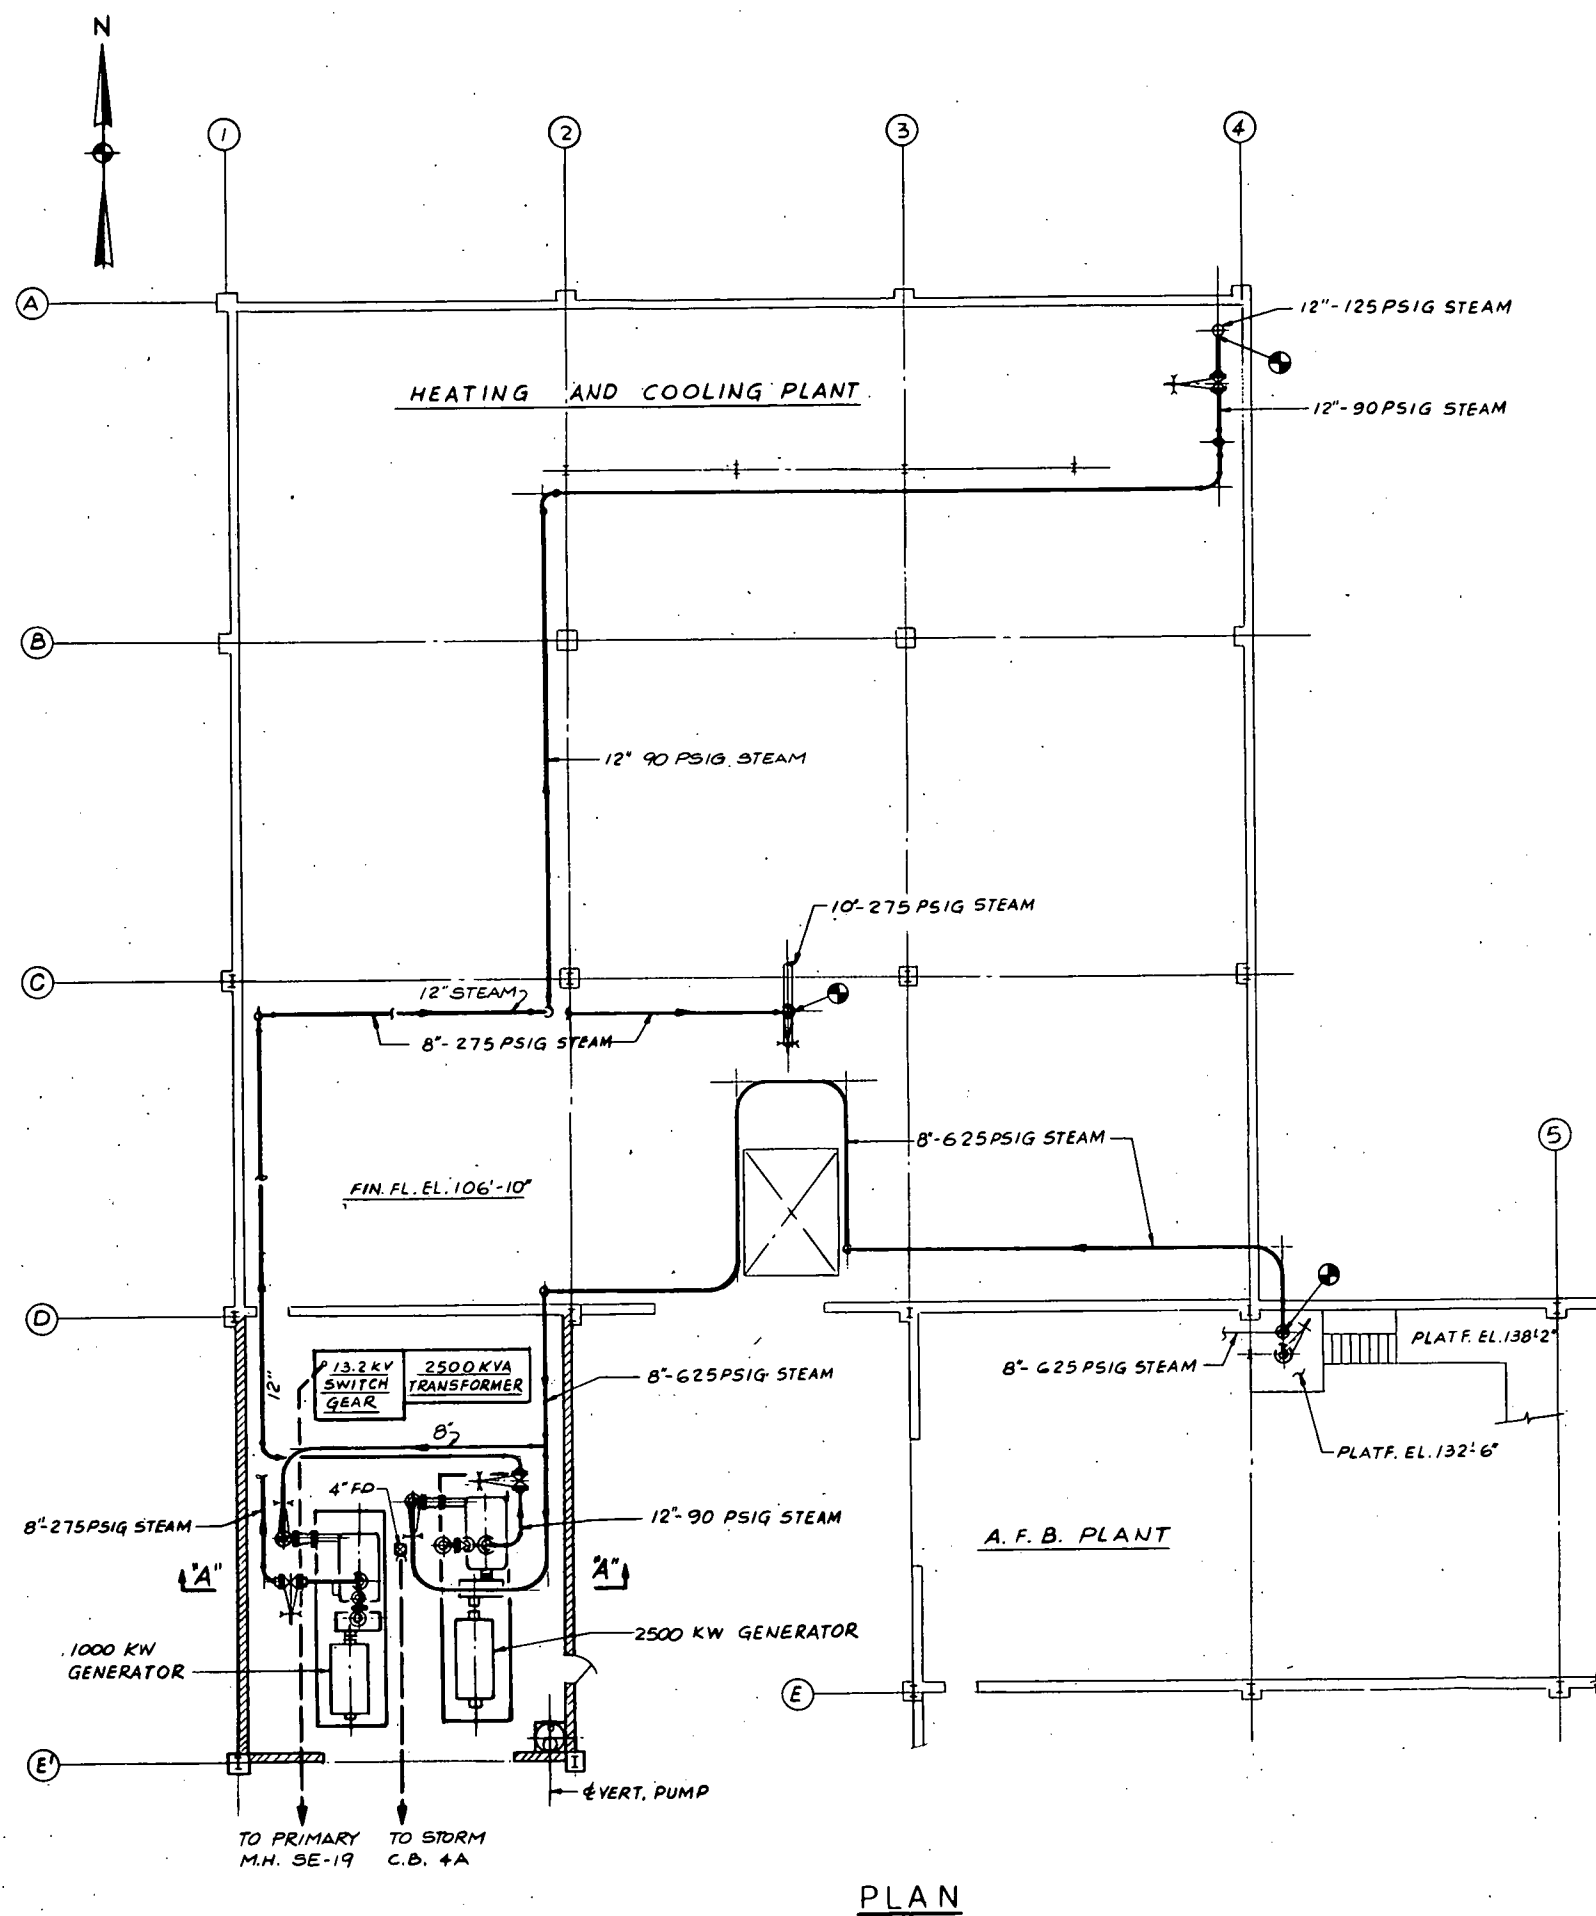 N
1
2
3
4
A
12"-125 PSIG STEAM
HEATING AND COOLING PLANT
12"-90 PSIG STEAM
B
12" 90 PSIG. STEAM
10"-275 PSIG STEAM
C
12" STEAM
8"-275 PSIG STEAM
8"-625 PSIG STEAM
5
FIN. FL. EL. 106'-10"
D
PLATF. EL. 138'-2"
8"-625 PSIG STEAM
13.2 KV
SWITCH
GEAR
2500 KVA
TRANSFORMER
8"-625 PSIG STEAM
12"
8"
PLATF. EL. 132'-6"
4" FD
12"-90 PSIG STEAM
8"-275 PSIG STEAM
A. F. B. PLANT
"A"
"A"
2500 KW GENERATOR
1000 KW
GENERATOR
E
E'
℄ VERT. PUMP
TO PRIMARY
M.H. SE-19
TO STORM
C.B. 4A
PLAN